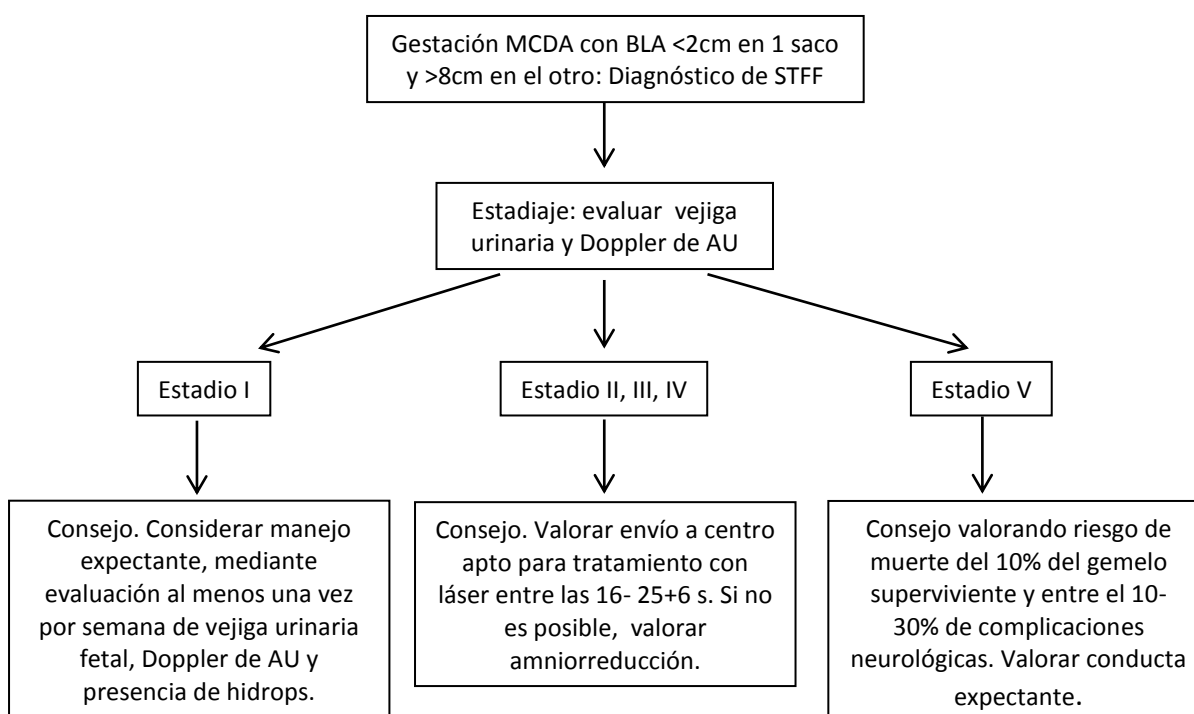 Gestación MCDA con BLA <2cm en 1 saco
y >8cm en el otro: Diagnóstico de STFF
Estadiaje: evaluar vejiga
urinaria y Doppler de AU
Estadio I
Estadio II, III, IV
Estadio V
Consejo. Considerar manejo
expectante, mediante
evaluación al menos una vez
por semana de vejiga urinaria
fetal, Doppler de AU y
presencia de hidrops.
Consejo. Valorar envío a centro
apto para tratamiento con
láser entre las 16- 25+6 s. Si no
es posible, valorar
amniorreducción.
Consejo valorando riesgo de
muerte del 10% del gemelo
superviviente y entre el 10-
30% de complicaciones
neurológicas. Valorar conducta
expectante.